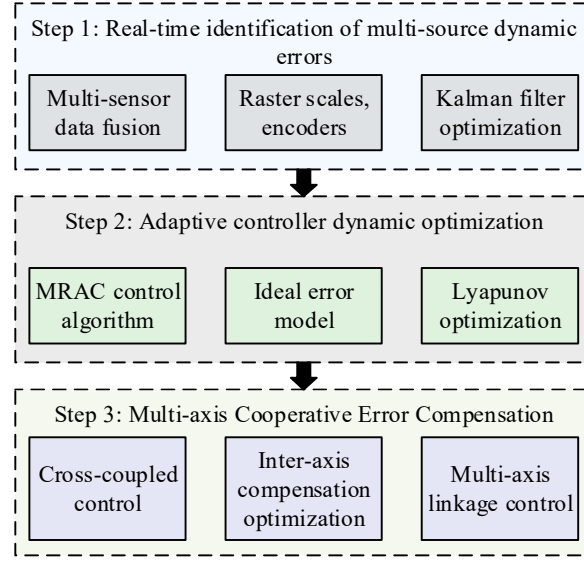 Step 1: Real-time identification of multi-source dynamic
errors
Multi-sensor
data fusion
Raster scales,
encoders
Kalman filter
optimization
Step 2: Adaptive controller dynamic optimization
MRAC control
algorithm
Ideal error
model
Lyapunov
optimization
Step 3: Multi-axis Cooperative Error Compensation
Cross-coupled
control
Inter-axis
compensation
optimization
Multi-axis
linkage control